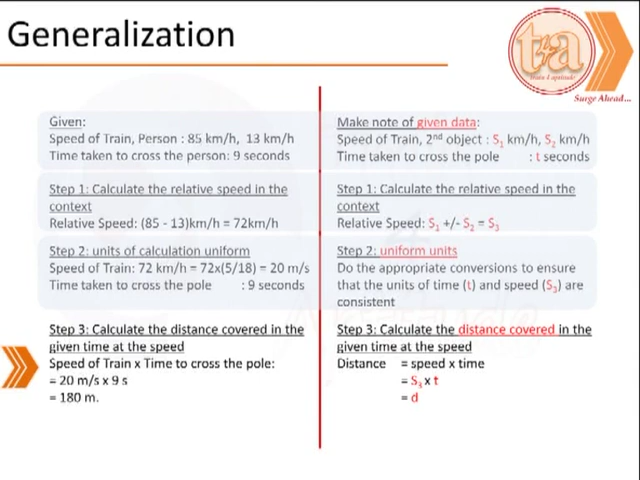 Generalization
t&a
Train 4 aptitude
Surge Ahead...
Given:
Speed of Train, Person : 85 km/h, 13 km/h
Time taken to cross the person: 9 seconds
Step 1: Calculate the relative speed in the
context
Relative Speed: (85 - 13)km/h = 72km/h
Step 2: units of calculation uniform
Speed of Train: 72 km/h = 72x(5/18) = 20 m/s
Time taken to cross the pole : 9 seconds
Step 3: Calculate the distance covered in the
given time at the speed
Speed of Train x Time to cross the pole:
= 20 m/s x 9 s
= 180 m.
Make note of given data:
Speed of Train, 2nd object : S1 km/h, S2 km/h
Time taken to cross the pole : t seconds
Step 1: Calculate the relative speed in the
context
Relative Speed: S1 +/- S2 = S3
Step 2: uniform units
Do the appropriate conversions to ensure
that the units of time (t) and speed (S3) are
consistent
Step 3: Calculate the distance covered in the
given time at the speed
Distance = speed x time
= S3 x t
= d